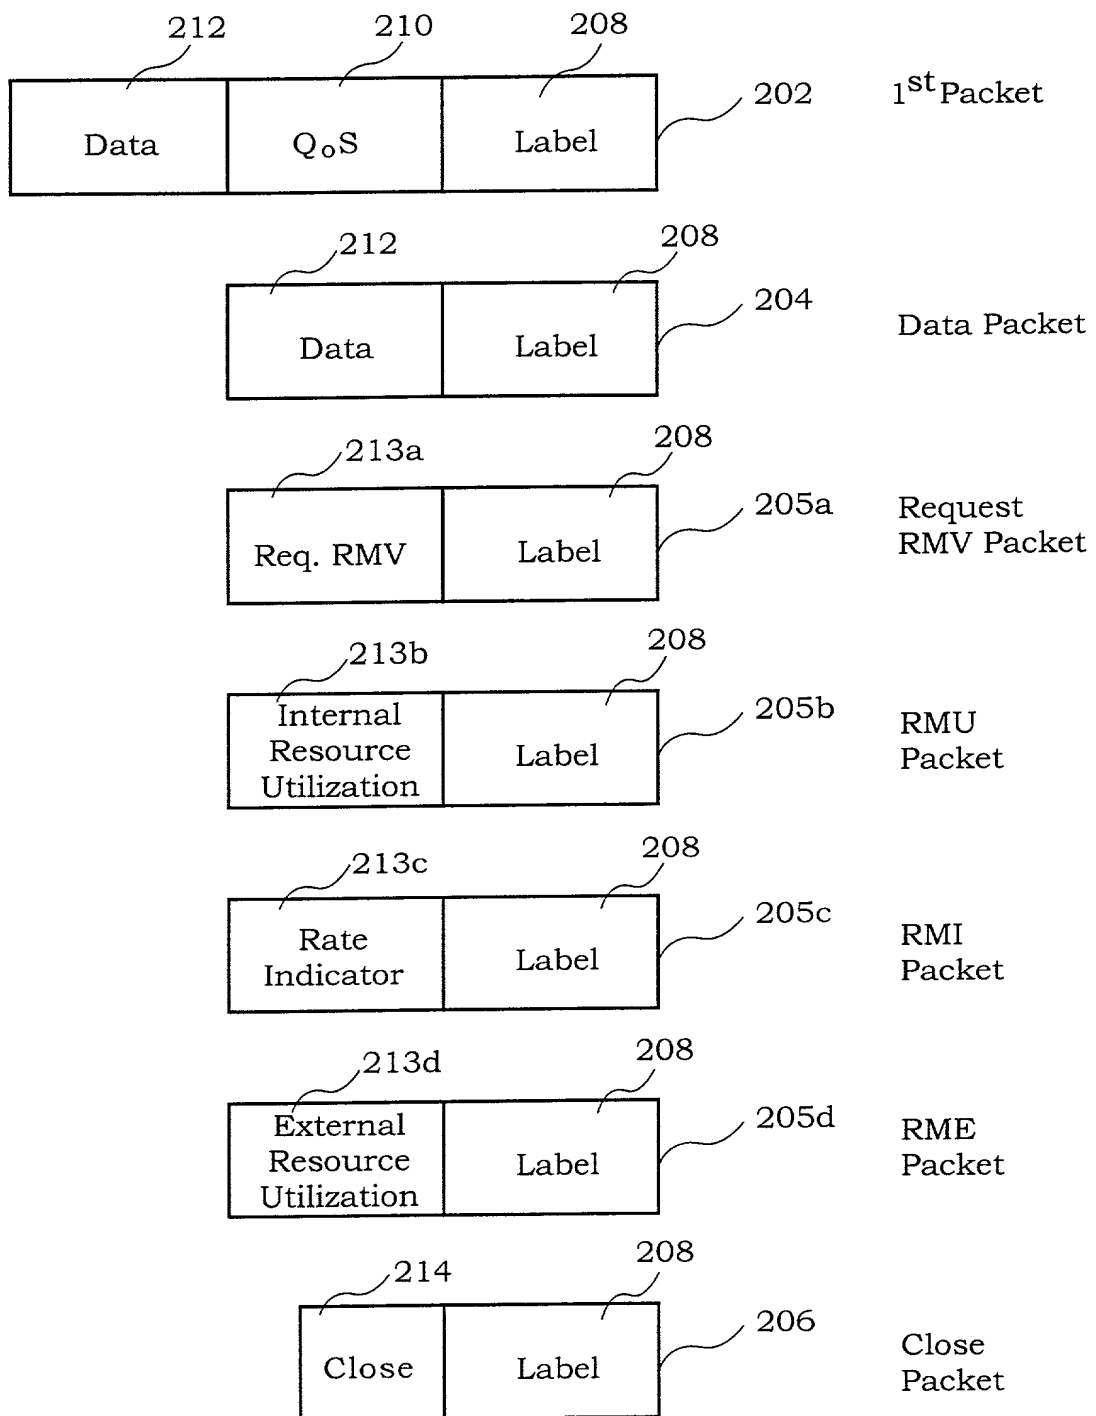 212
210
208
202
1st Packet
Data
QoS
Label
212
208
204
Data Packet
Data
Label
213a
208
205a
Request
RMV Packet
Req. RMV
Label
213b
208
205b
RMU
Packet
Internal
Resource
Utilization
Label
213c
208
205c
RMI
Packet
Rate
Indicator
Label
213d
208
205d
RME
Packet
External
Resource
Utilization
Label
214
208
206
Close
Packet
Close
Label